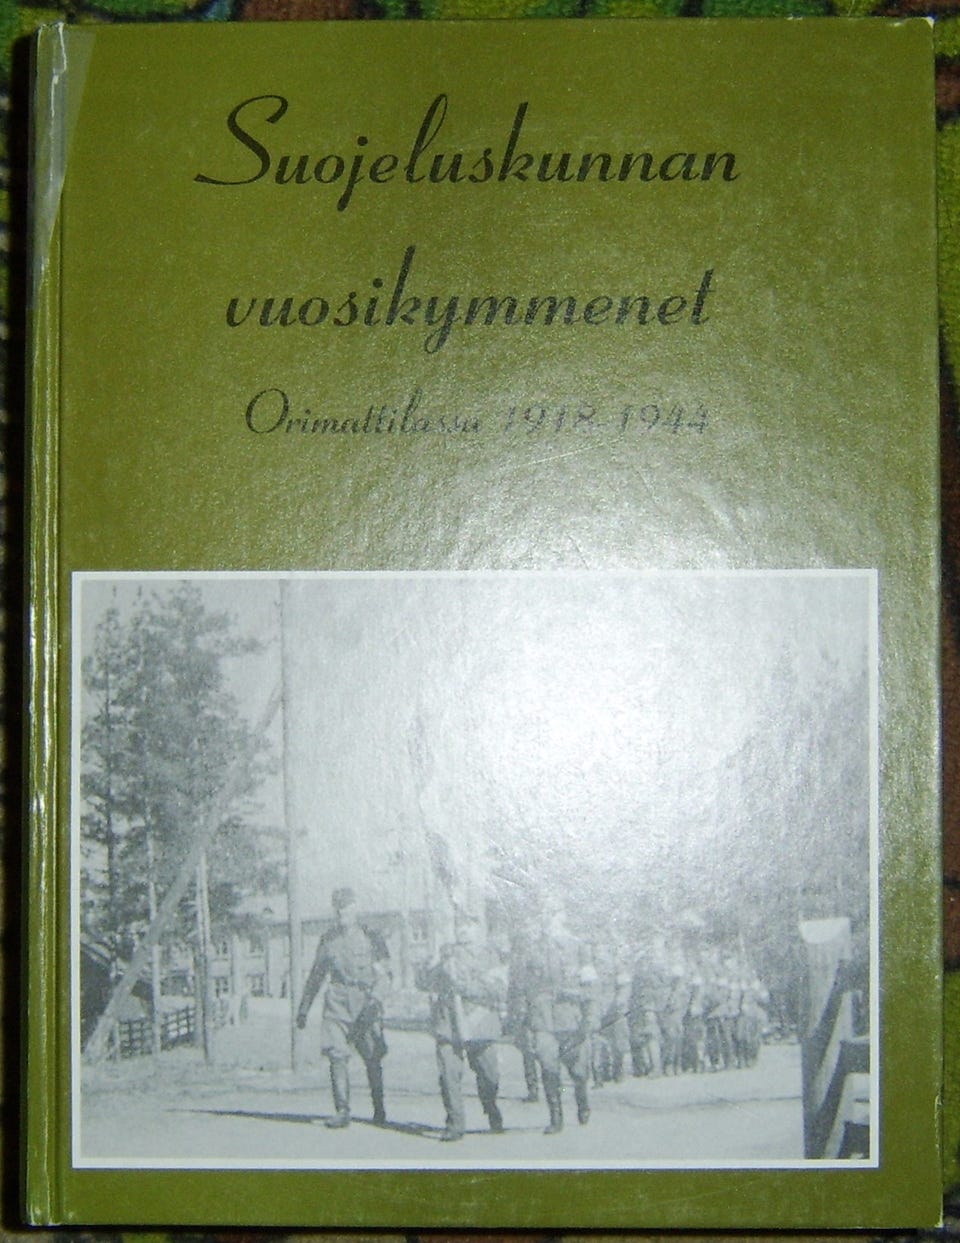 Suojeluskunnan
vuosikymmenet
Orimattilassa 1918-1944